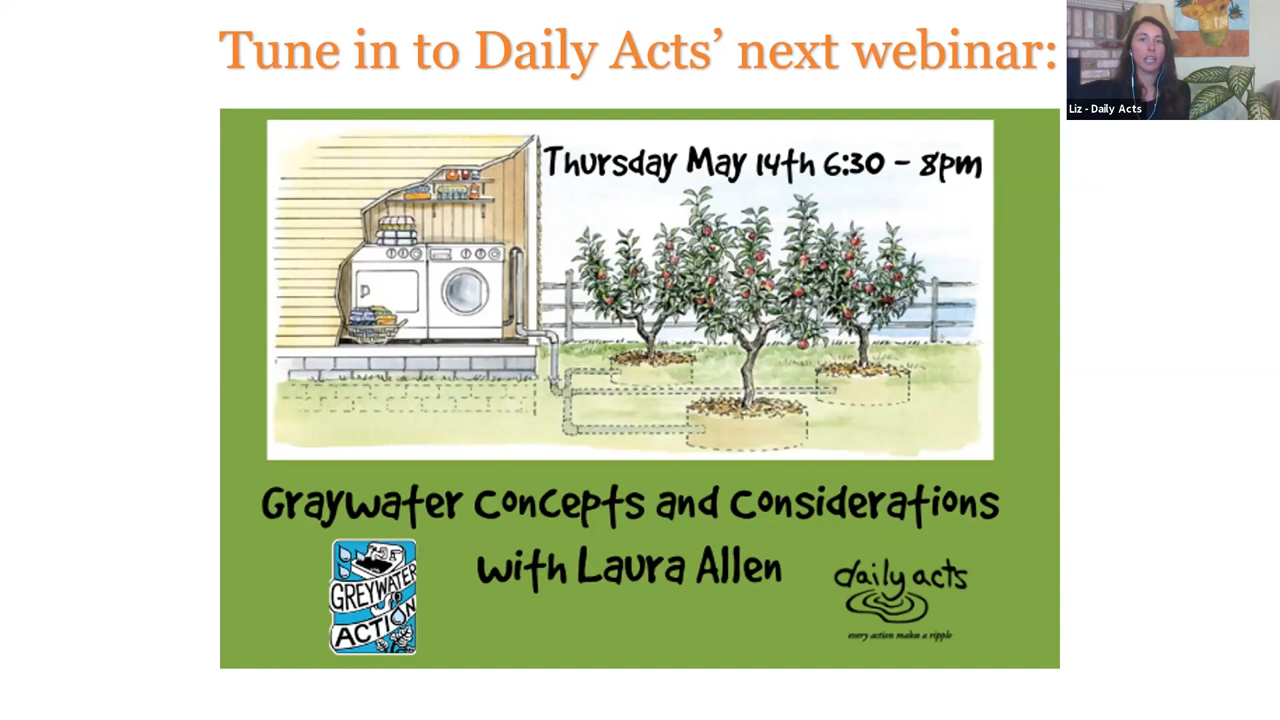 Tune in to Daily Acts’ next webinar:
Liz - Daily Acts
Thursday May 14th 6:30 - 8pm
Graywater Concepts and Considerations
with Laura Allen
GREYWATER
ACTION
daily acts
every action makes a ripple